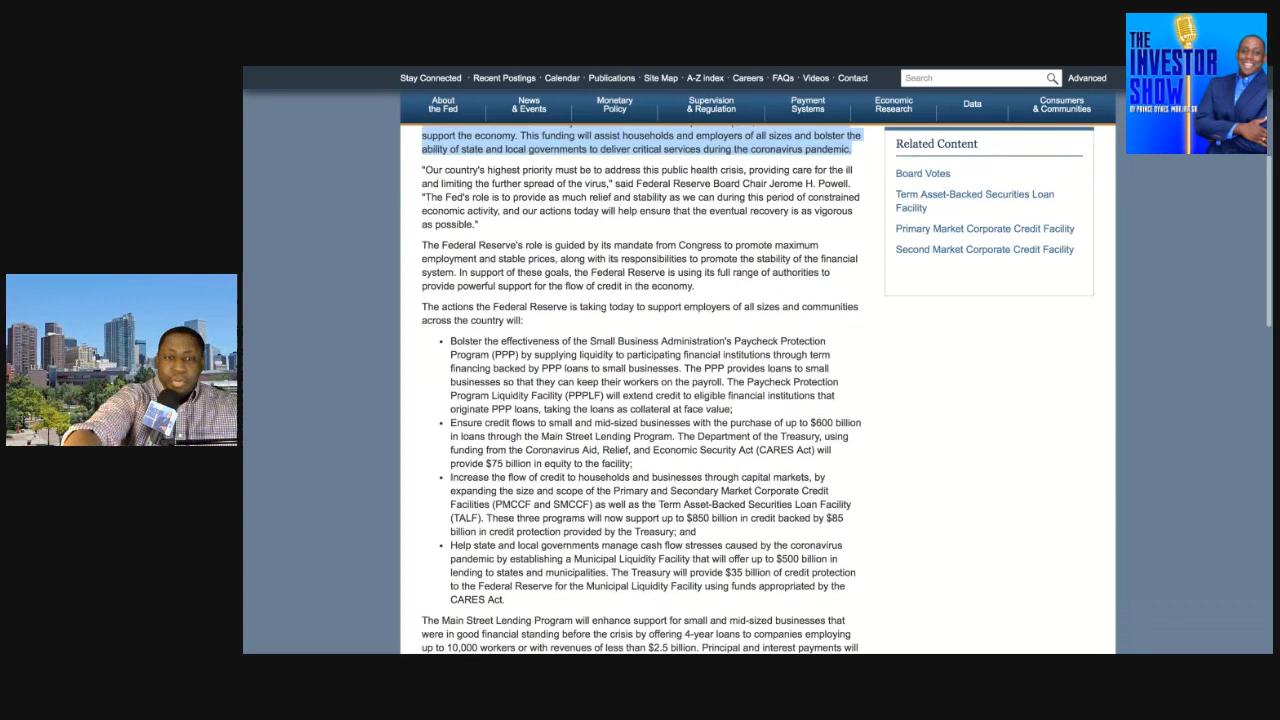 Stay Connected · Recent Postings · Calendar · Publications · Site Map · A-Z index · Careers · FAQs · Videos · Contact
Search
Advanced
About the Fed
News & Events
Monetary Policy
Supervision & Regulation
Payment Systems
Economic Research
Data
Consumers & Communities
support the economy. This funding will assist households and employers of all sizes and bolster the
ability of state and local governments to deliver critical services during the coronavirus pandemic.
"Our country's highest priority must be to address this public health crisis, providing care for the ill
and limiting the further spread of the virus," said Federal Reserve Board Chair Jerome H. Powell.
"The Fed's role is to provide as much relief and stability as we can during this period of constrained
economic activity, and our actions today will help ensure that the eventual recovery is as vigorous
as possible."
The Federal Reserve's role is guided by its mandate from Congress to promote maximum
employment and stable prices, along with its responsibilities to promote the stability of the financial
system. In support of these goals, the Federal Reserve is using its full range of authorities to
provide powerful support for the flow of credit in the economy.
The actions the Federal Reserve is taking today to support employers of all sizes and communities
across the country will:
• Bolster the effectiveness of the Small Business Administration's Paycheck Protection
Program (PPP) by supplying liquidity to participating financial institutions through term
financing backed by PPP loans to small businesses. The PPP provides loans to small
businesses so that they can keep their workers on the payroll. The Paycheck Protection
Program Liquidity Facility (PPPLF) will extend credit to eligible financial institutions that
originate PPP loans, taking the loans as collateral at face value;
• Ensure credit flows to small and mid-sized businesses with the purchase of up to $600 billion
in loans through the Main Street Lending Program. The Department of the Treasury, using
funding from the Coronavirus Aid, Relief, and Economic Security Act (CARES Act) will
provide $75 billion in equity to the facility;
• Increase the flow of credit to households and businesses through capital markets, by
expanding the size and scope of the Primary and Secondary Market Corporate Credit
Facilities (PMCCF and SMCCF) as well as the Term Asset-Backed Securities Loan Facility
(TALF). These three programs will now support up to $850 billion in credit backed by $85
billion in credit protection provided by the Treasury; and
• Help state and local governments manage cash flow stresses caused by the coronavirus
pandemic by establishing a Municipal Liquidity Facility that will offer up to $500 billion in
lending to states and municipalities. The Treasury will provide $35 billion of credit protection
to the Federal Reserve for the Municipal Liquidity Facility using funds appropriated by the
CARES Act.
The Main Street Lending Program will enhance support for small and mid-sized businesses that
were in good financial standing before the crisis by offering 4-year loans to companies employing
up to 10,000 workers or with revenues of less than $2.5 billion. Principal and interest payments will
Related Content
Board Votes
Term Asset-Backed Securities Loan
Facility
Primary Market Corporate Credit Facility
Second Market Corporate Credit Facility
THE
INVESTOR
SHOW
BY PRINCE DYKES